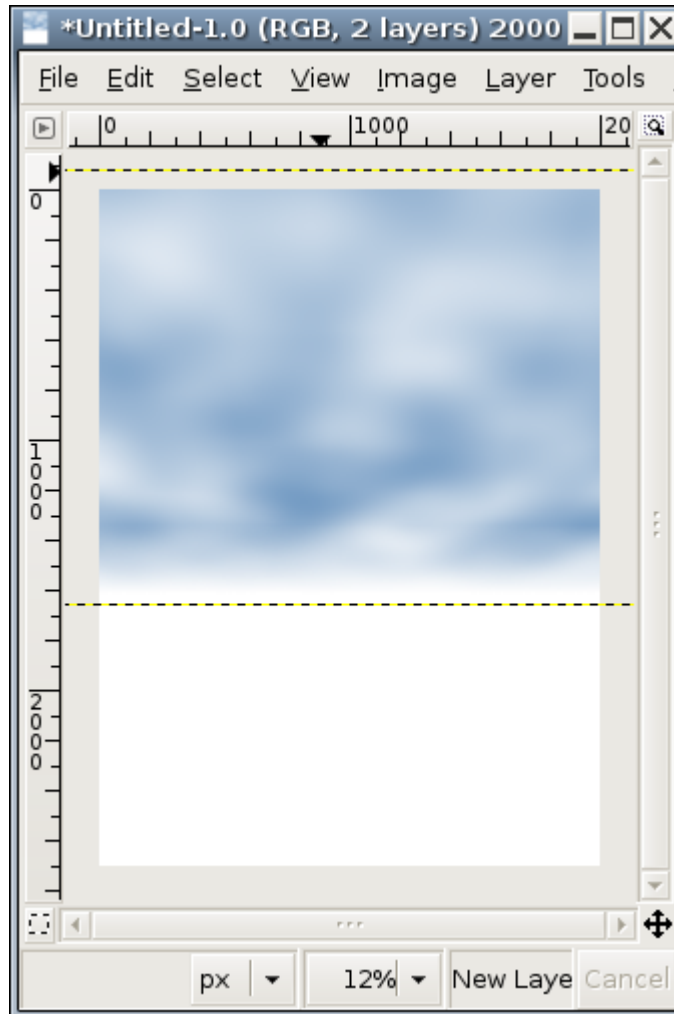 *Untitled-1.0 (RGB, 2 layers) 2000
File Edit Select View Image Layer Tools
0 1000 20
0
1000
2000
px 12% New Laye Cancel